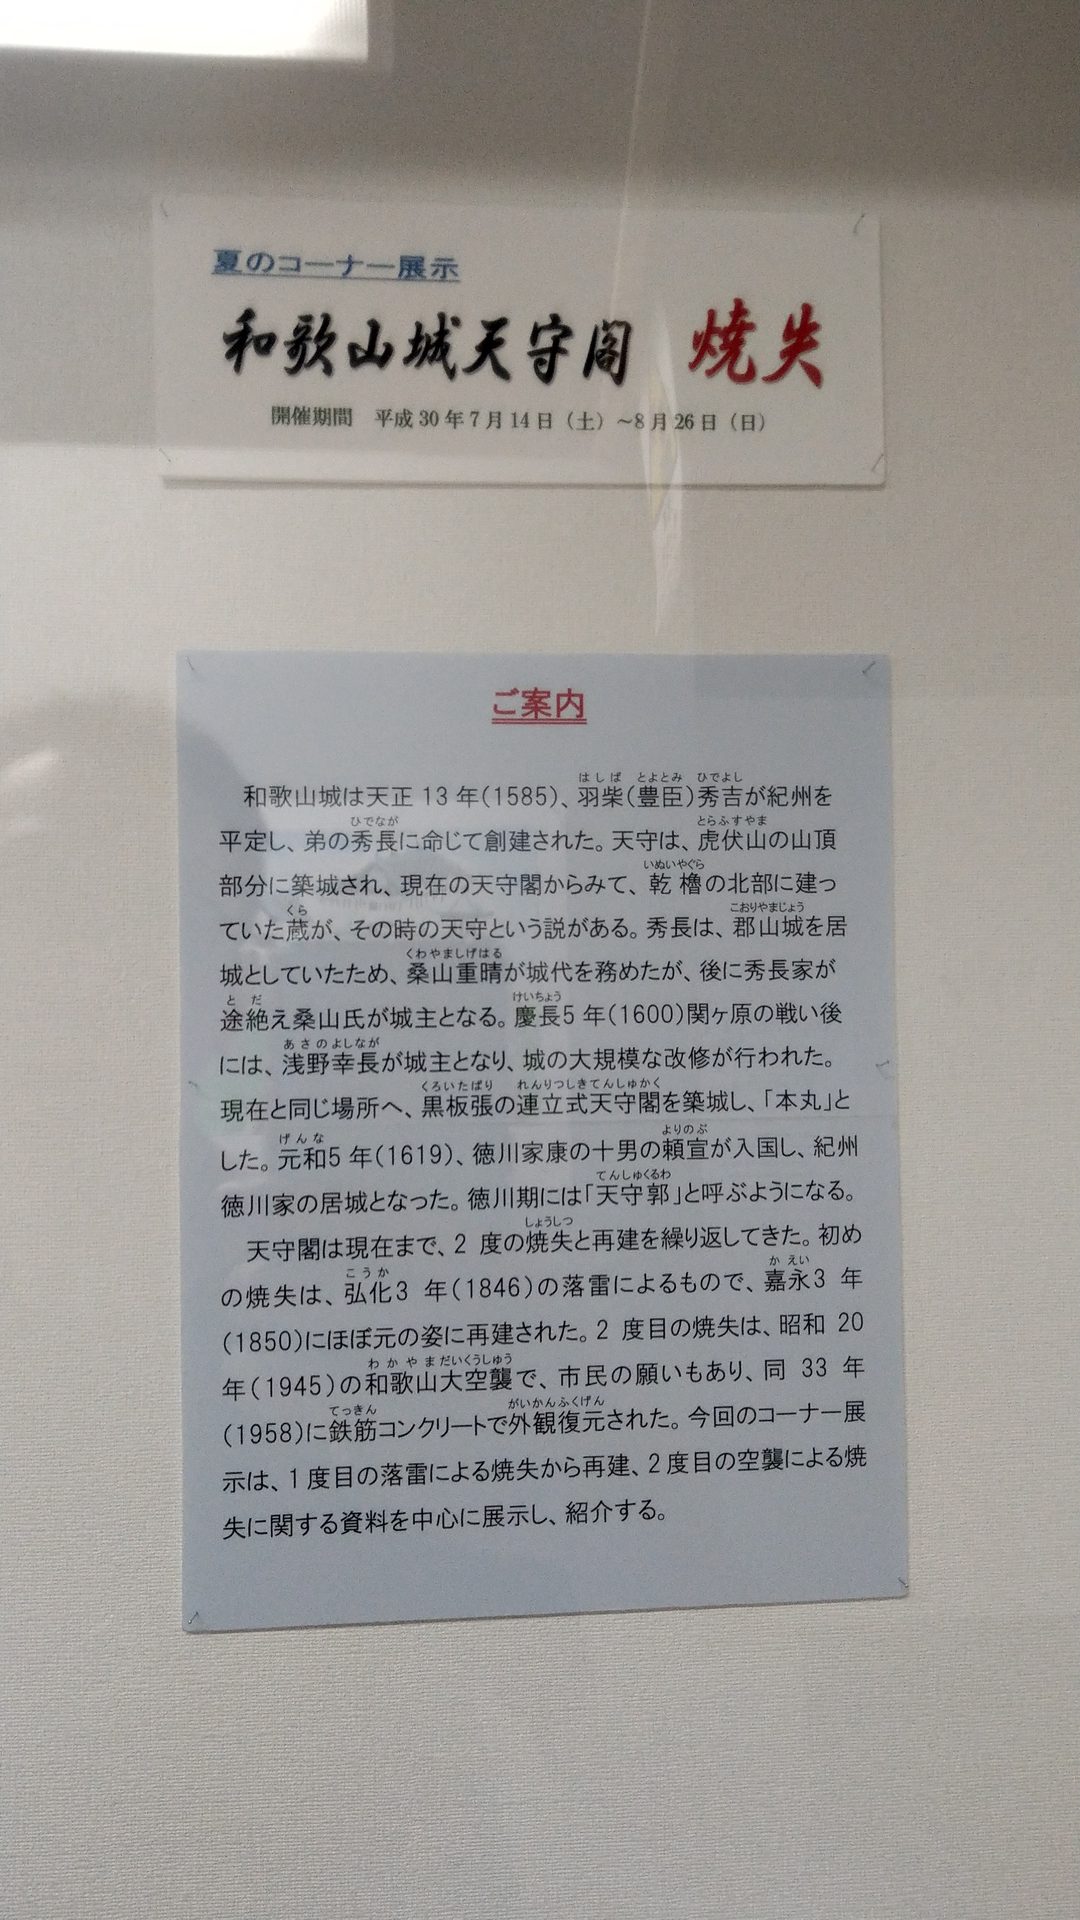 夏のコーナー展示
和歌山城天守閣 焼失
開催期間 平成30年7月14日(土)~8月26日(日)
ご案内
和歌山城は天正13年(1585)、羽柴(豊臣)秀吉が紀州を
平定し、弟の秀長に命じて創建された。天守は、虎伏山の山頂
部分に築城され、現在の天守閣からみて、乾櫓の北部に建っ
ていた蔵が、その時の天守という説がある。秀長は、郡山城を居
城としていたため、桑山重晴が城代を務めたが、後に秀長家が
途絶え桑山氏が城主となる。慶長5年(1600)関ヶ原の戦い後
には、浅野幸長が城主となり、城の大規模な改修が行われた。
現在と同じ場所へ、黒板張の連立式天守閣を築城し、「本丸」と
した。元和5年(1619)、徳川家康の十男の頼宣が入国し、紀州
徳川家の居城となった。徳川期には「天守郭」と呼ぶようになる。
天守閣は現在まで、2度の焼失と再建を繰り返してきた。初め
の焼失は、弘化3年(1846)の落雷によるもので、嘉永3年
(1850)にほぼ元の姿に再建された。2度目の焼失は、昭和20
年(1945)の和歌山大空襲で、市民の願いもあり、同33年
(1958)に鉄筋コンクリートで外観復元された。今回のコーナー展
示は、1度目の落雷による焼失から再建、2度目の空襲による焼
失に関する資料を中心に展示し、紹介する。